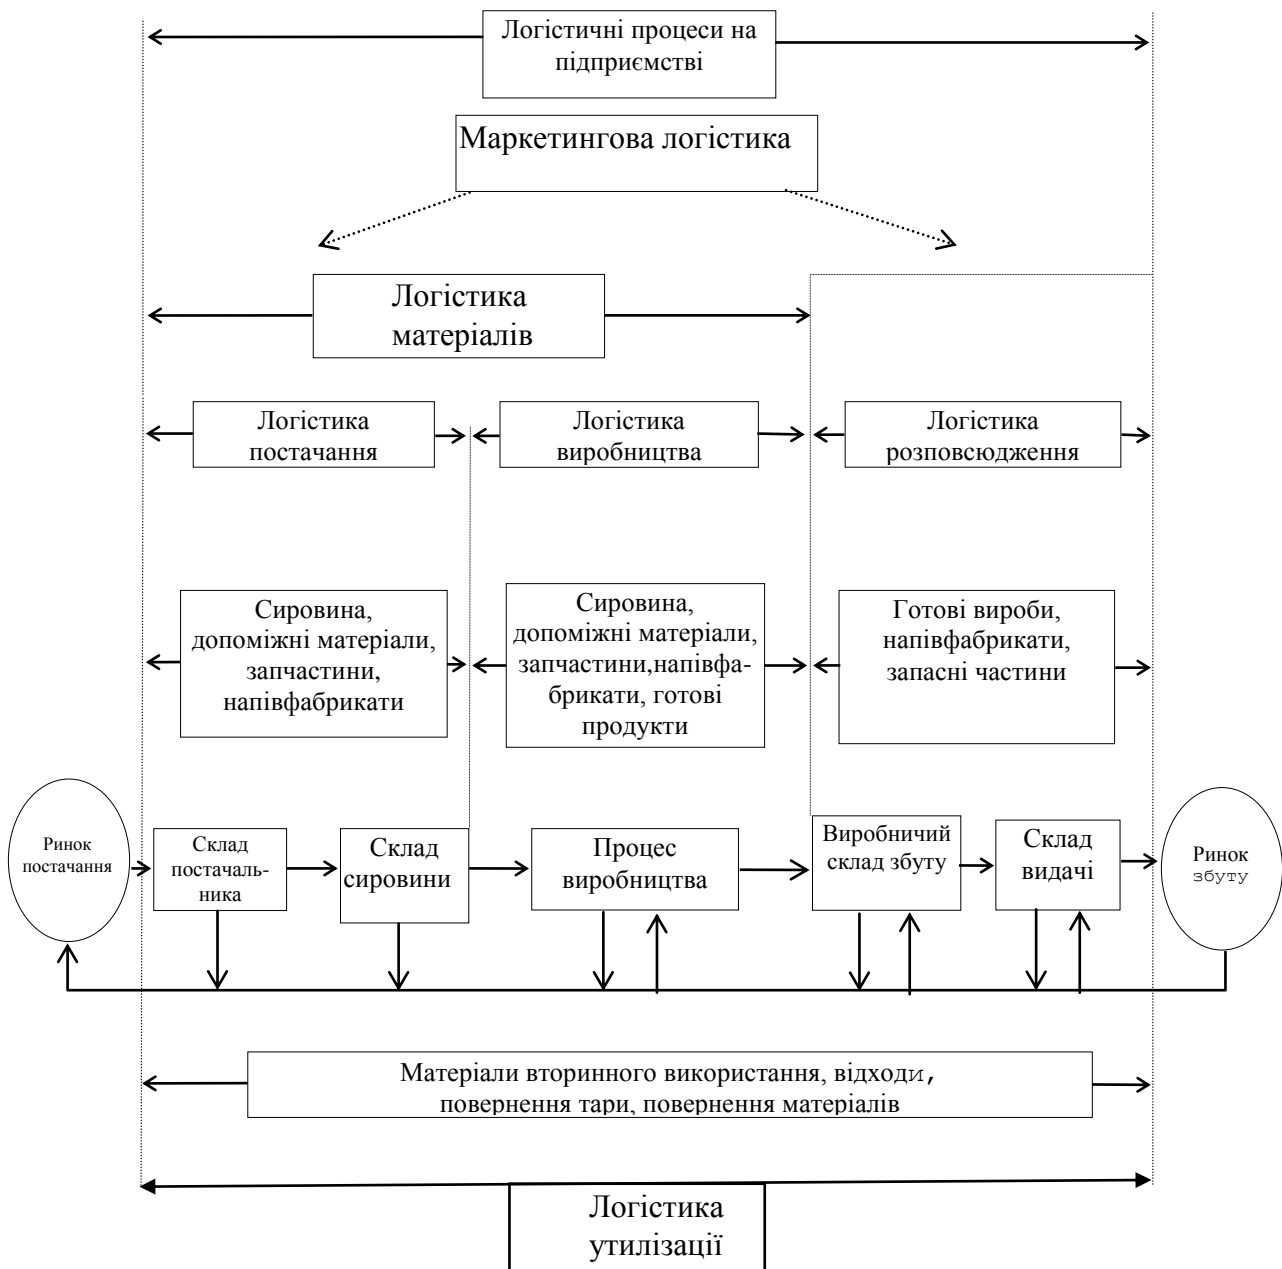 Логістичні процеси на
підприємстві
Маркетингова логістика
Логістика
матеріалів
Логістика
постачання
Логістика
виробництва
Логістика
розповсюдження
Сировина,
допоміжні матеріали,
запчастини,
напівфабрикати
Сировина,
допоміжні матеріали,
запчастини,напівфа-
брикати, готові
продукти
Готові вироби,
напівфабрикати,
запасні частини
Ринок
постачання
Склад
постачаль-
ника
Склад
сировини
Процес
виробництва
Виробничий
склад збуту
Склад
видачі
Ринок
збуту
Матеріали вторинного використання, відходи,
повернення тари, повернення матеріалів
Логістика
утилізації